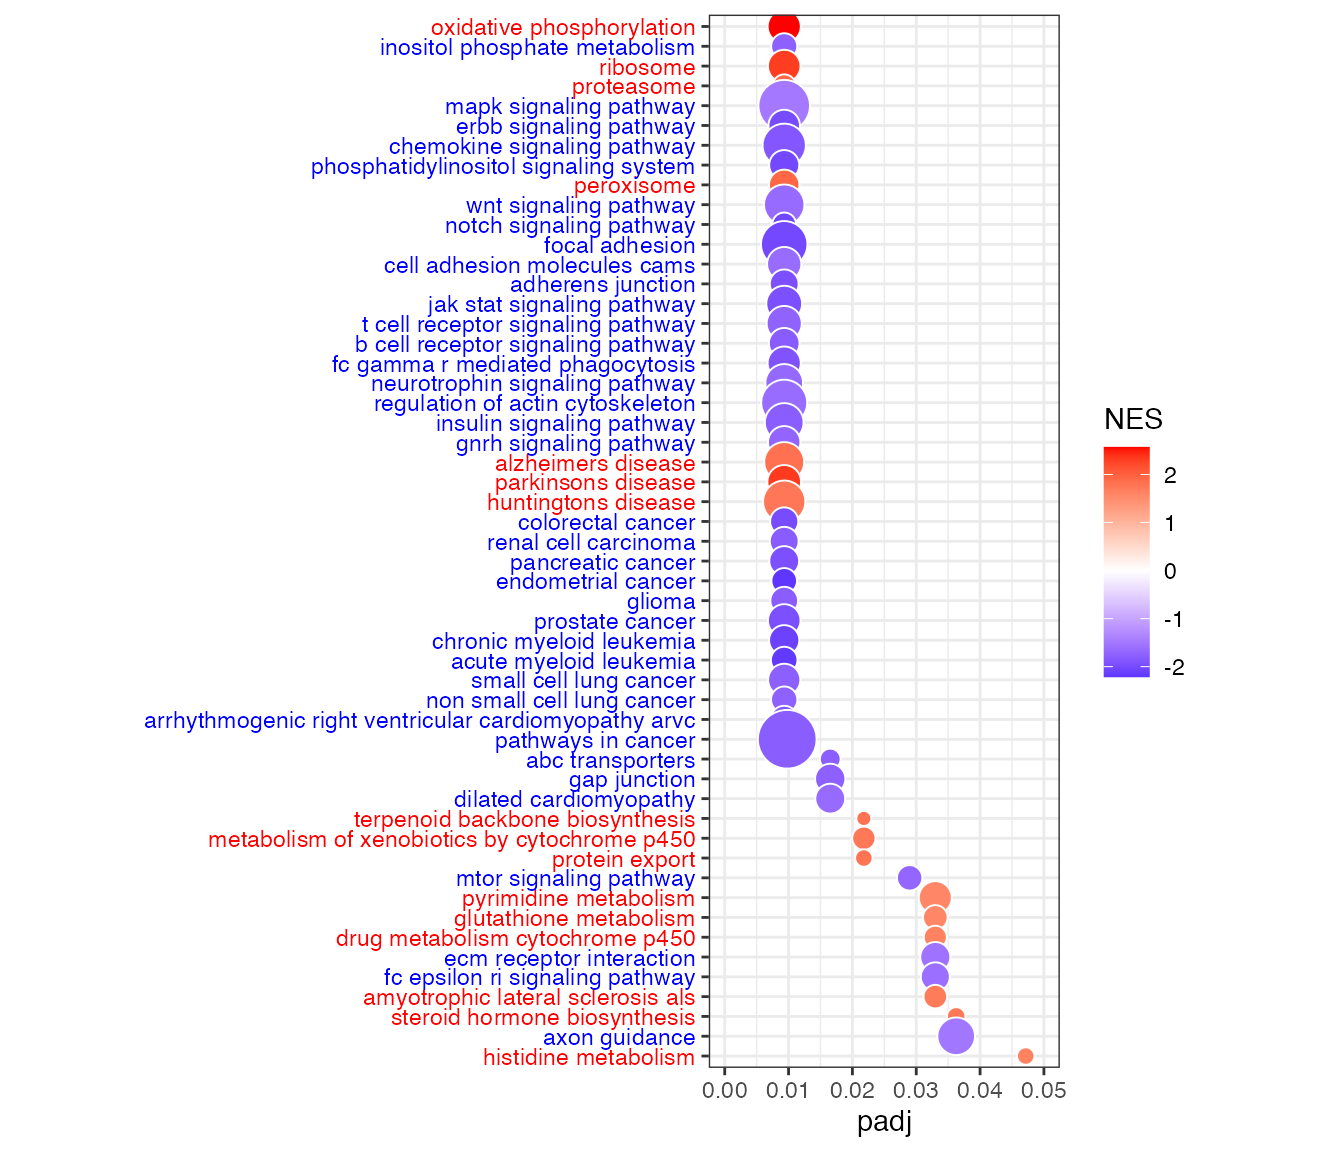 oxidative phosphorylation
inositol phosphate metabolism
ribosome
proteasome
mapk signaling pathway
erbb signaling pathway
chemokine signaling pathway
phosphatidylinositol signaling system
peroxisome
wnt signaling pathway
notch signaling pathway
focal adhesion
cell adhesion molecules cams
adherens junction
jak stat signaling pathway
t cell receptor signaling pathway
b cell receptor signaling pathway
fc gamma r mediated phagocytosis
neurotrophin signaling pathway
regulation of actin cytoskeleton
insulin signaling pathway
gnrh signaling pathway
alzheimers disease
parkinsons disease
huntingtons disease
colorectal cancer
renal cell carcinoma
pancreatic cancer
endometrial cancer
glioma
prostate cancer
chronic myeloid leukemia
acute myeloid leukemia
small cell lung cancer
non small cell lung cancer
arrhythmogenic right ventricular cardiomyopathy arvc
pathways in cancer
abc transporters
gap junction
dilated cardiomyopathy
terpenoid backbone biosynthesis
metabolism of xenobiotics by cytochrome p450
protein export
mtor signaling pathway
pyrimidine metabolism
glutathione metabolism
drug metabolism cytochrome p450
ecm receptor interaction
fc epsilon ri signaling pathway
amyotrophic lateral sclerosis als
steroid hormone biosynthesis
axon guidance
histidine metabolism
0.00 0.01 0.02 0.03 0.04 0.05
padj
NES
2
1
0
-1
-2